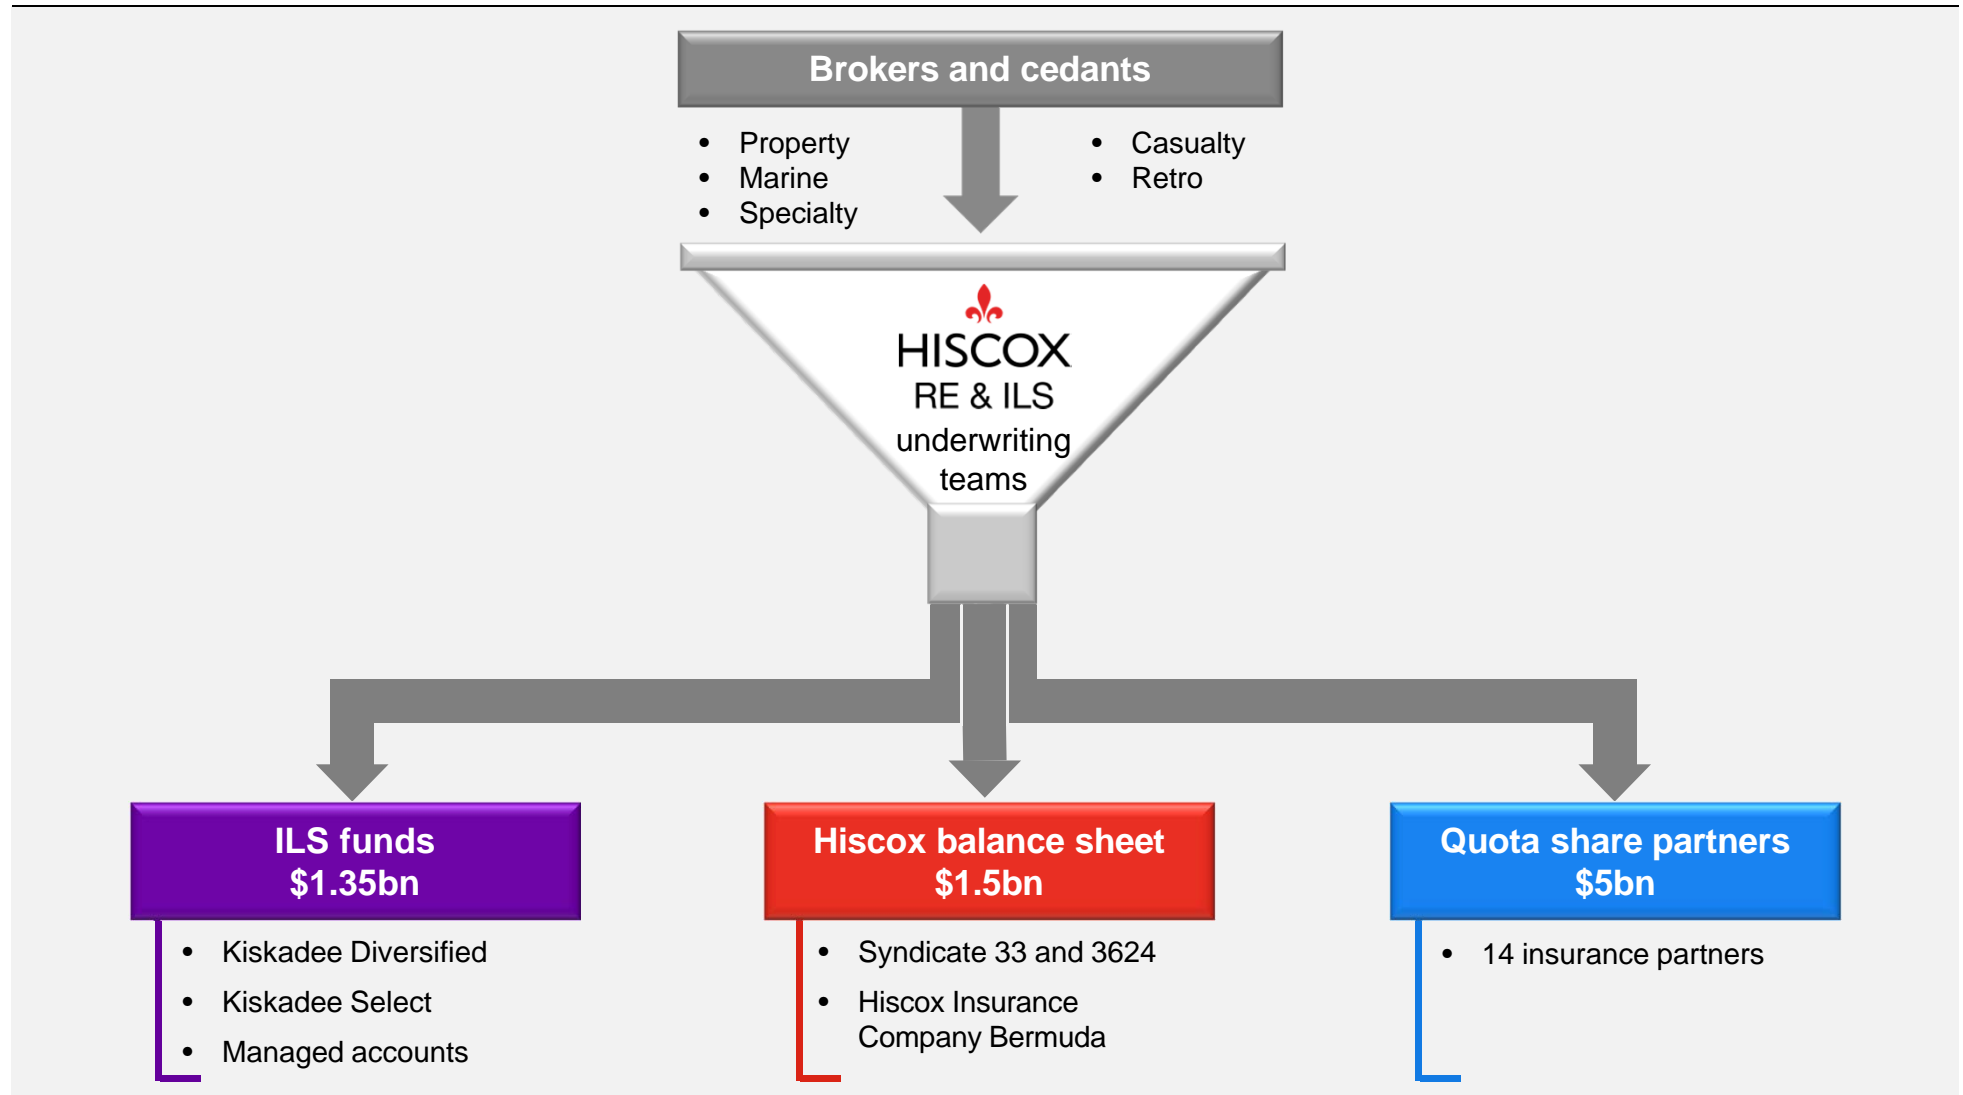 Brokers and cedants
• Property
• Marine
• Specialty
• Casualty
• Retro
HISCOX
RE & ILS
underwriting
teams
ILS funds
$1.35bn
• Kiskadee Diversified
• Kiskadee Select
• Managed accounts
Hiscox balance sheet
$1.5bn
• Syndicate 33 and 3624
• Hiscox Insurance
Company Bermuda
Quota share partners
$5bn
• 14 insurance partners